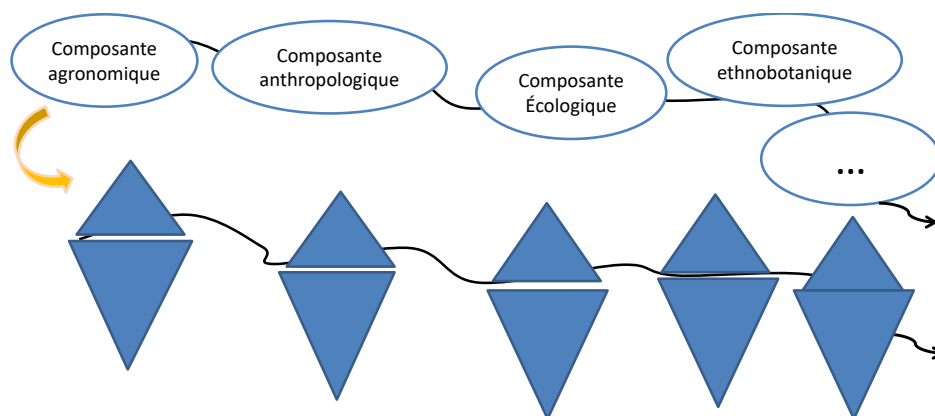 Composante
agronomique
Composante
anthropologique
Composante
Écologique
Composante
ethnobotanique
...